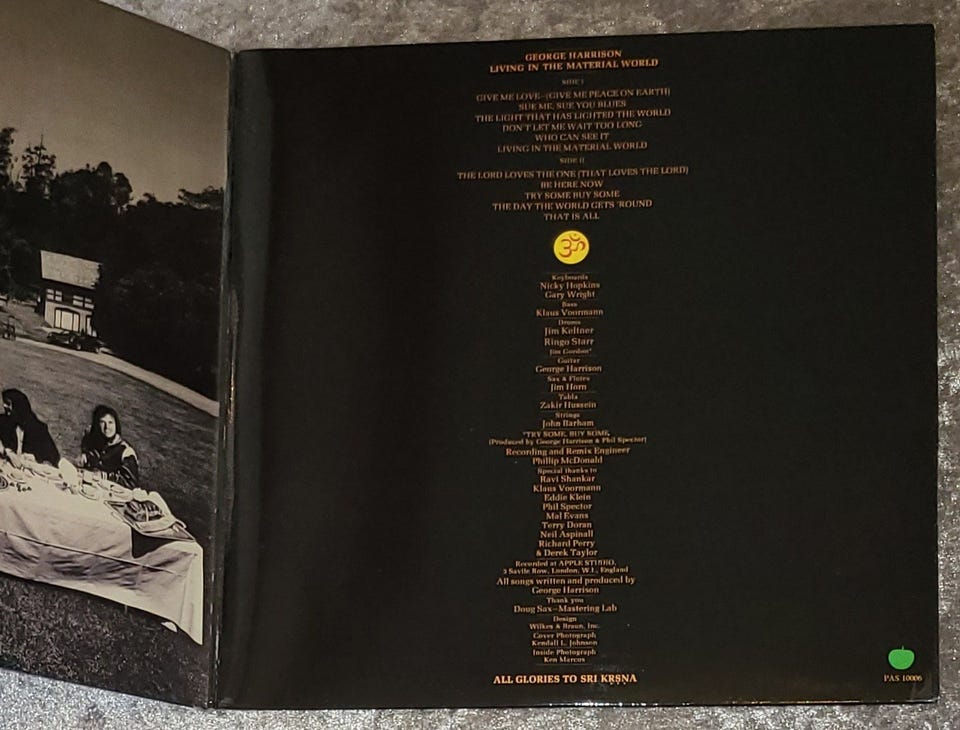 GEORGE HARRISON
LIVING IN THE MATERIAL WORLD
SIDE I
GIVE ME LOVE–(GIVE ME PEACE ON EARTH)
SUE ME, SUE YOU BLUES
THE LIGHT THAT HAS LIGHTED THE WORLD
DON'T LET ME WAIT TOO LONG
WHO CAN SEE IT
LIVING IN THE MATERIAL WORLD
SIDE II
THE LORD LOVES THE ONE (THAT LOVES THE LORD)
BE HERE NOW
TRY SOME BUY SOME
THE DAY THE WORLD GETS 'ROUND
THAT IS ALL
ॐ
Keyboards
Nicky Hopkins
Gary Wright
Bass
Klaus Voormann
Drums
Jim Keltner
Ringo Starr
Jim Gordon*
Guitar
George Harrison
Sax & Flutes
Jim Horn
Tabla
Zakir Hussein
Strings
John Barham
*TRY SOME, BUY SOME,
(Produced by George Harrison & Phil Spector)
Recording and Remix Engineer
Phillip McDonald
Special thanks to
Ravi Shankar
Klaus Voormann
Eddie Klein
Phil Spector
Mal Evans
Terry Doran
Neil Aspinall
Richard Perry
& Derek Taylor
Recorded at APPLE STUDIO,
3 Savile Row, London, W.1., England
All songs written and produced by
George Harrison
Thank you
Doug Sax–Mastering Lab
Design
Wilkes & Braun, Inc.
Cover Photograph
Kendall L. Johnson
Inside Photograph
Ken Marcus
ALL GLORIES TO SRI KṚṢṆA
PAS 10006